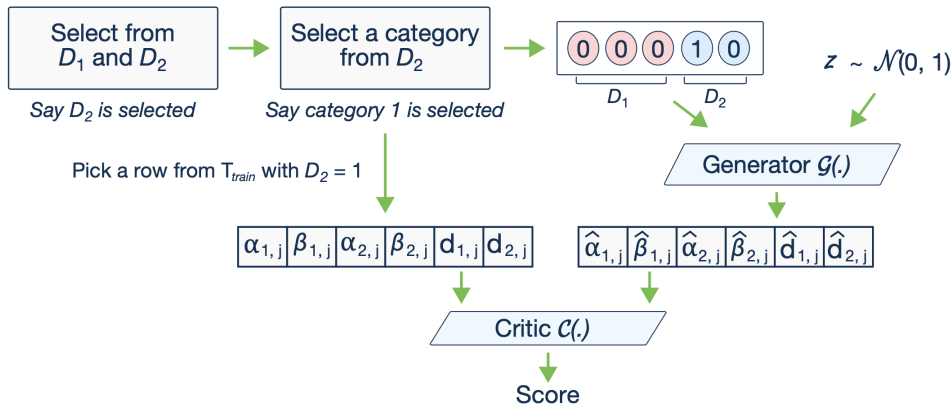 Select from
D₁ and D₂
Select a category
from D₂
0 0 0 1 0
D₁ D₂
z ~ 𝒩(0, 1)
Say D₂ is selected
Say category 1 is selected
Pick a row from T_train with D₂ = 1
Generator 𝒢(.)
α₁, j β₁, j α₂, j β₂, j d₁, j d₂, j
α̂₁, j β̂₁, j α̂₂, j β̂₂, j d̂₁, j d̂₂, j
Critic 𝒞(.)
Score